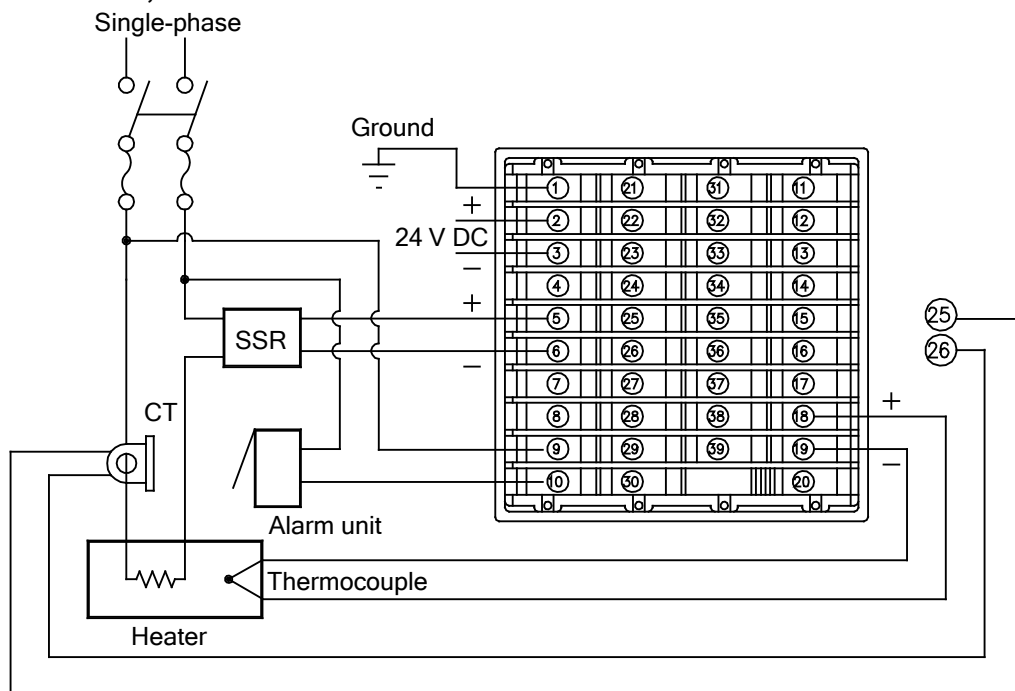 Single-phase
Ground
+
24 V DC
−
+
−
SSR
CT
Alarm unit
Thermocouple
Heater
1 21 31 11
2 22 32 12
3 23 33 13
4 24 34 14
5 25 35 15
6 26 36 16
7 27 37 17
8 28 38 18
9 29 39 19
10 30 20
+
−
25
26